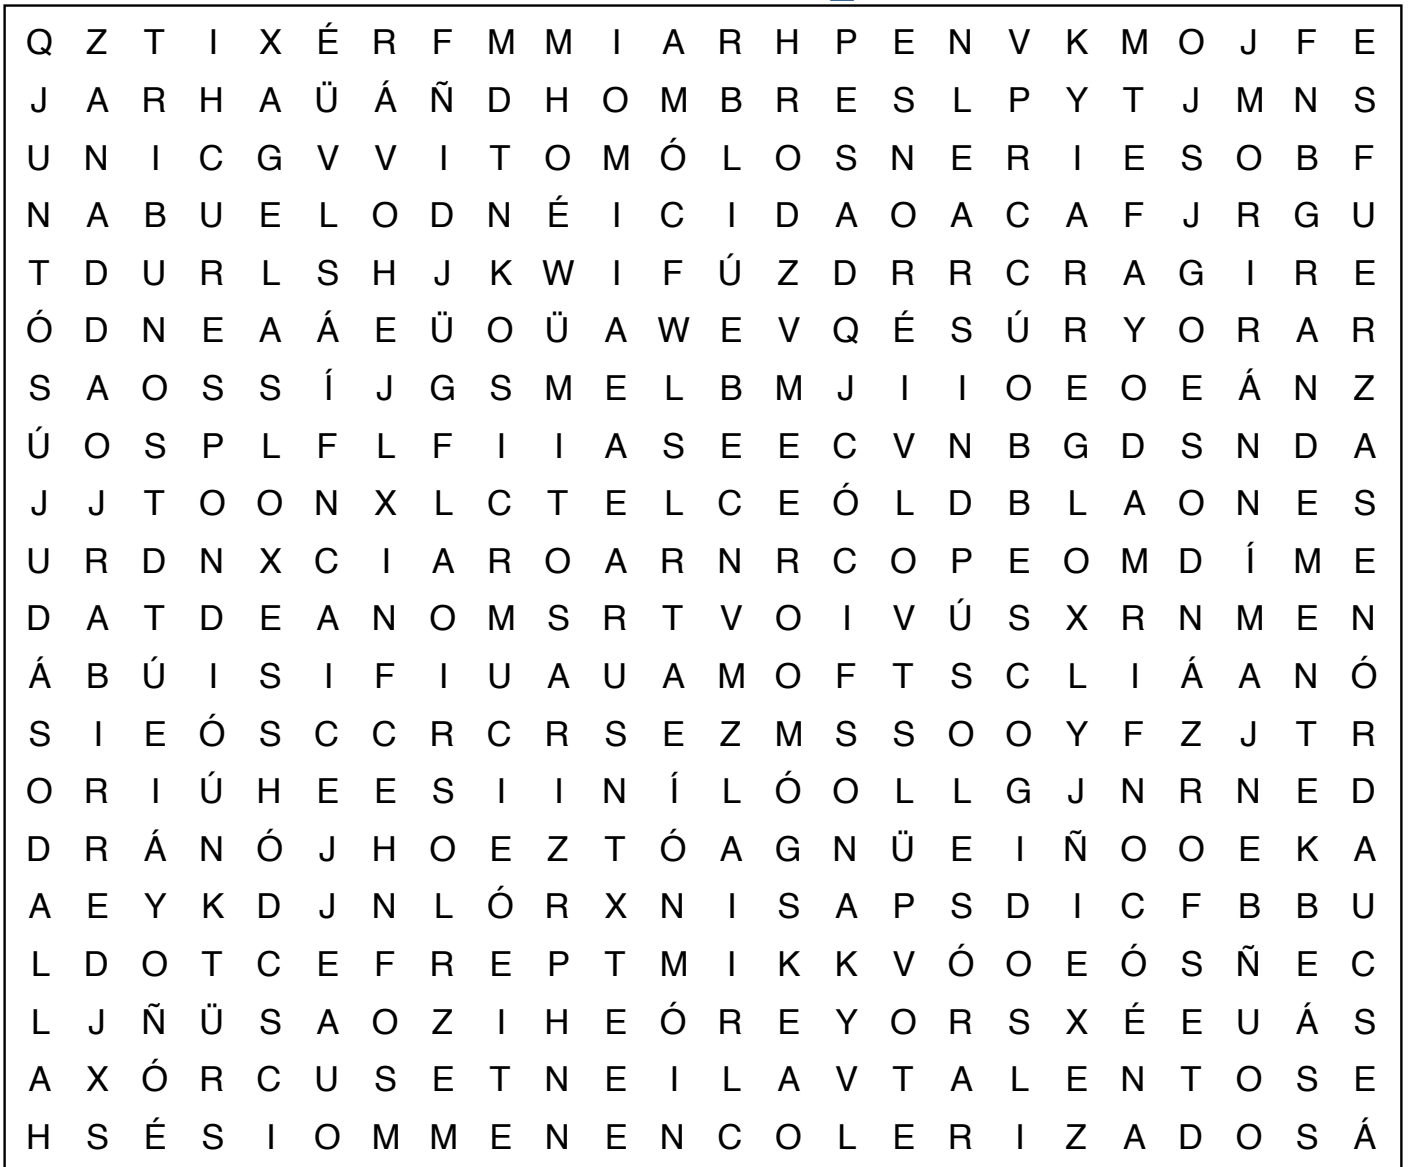 Q Z T I X É R F M M I A R H P E N V K M O J F E
J A R H A Ü Á Ñ D H O M B R E S L P Y T J M N S
U N I C G V V I T O M Ó L O S N E R I E S O B F
N A B U E L O D N É I C I D A O A C A F J R G U
T D U R L S H J K W I F Ú Z D R R C R A G I R E
Ó D N E A Á E Ü O Ü A W E V Q É S Ú R Y O R A R
S A O S S Í J G S M E L B M J I I O E O E Á N Z
Ú O S P L F L F I I A S E E C V N B G D S N D A
J J T O O N X L C T E L C E Ó L D B L A O N E S
U R D N X C I A R O A R N R C O P E O M D Í M E
D A T D E A N O M S R T V O I V Ú S X R N M E N
Á B Ú I S I F I U A U A M O F T S C L I Á A N Ó
S I E Ó S C C R C R S E Z M S S O O Y F Z J T R
O R I Ú H E E S I I N Í L Ó O L L G J N R N E D
D R Á N Ó J H O E Z T Ó A G N Ü E I Ñ O O E K A
A E Y K D J N L Ó R X N I S A P S D I C F B B U
L D O T C E F R E P T M I K K V Ó O E Ó S Ñ E C
L J Ñ Ü S A O Z I H E Ó R E Y O R S X É E U Á S
A X Ó R C U S E T N E I L A V T A L E N T O S E
H S É S I O M M E N E N C O L E R I Z A D O S Á